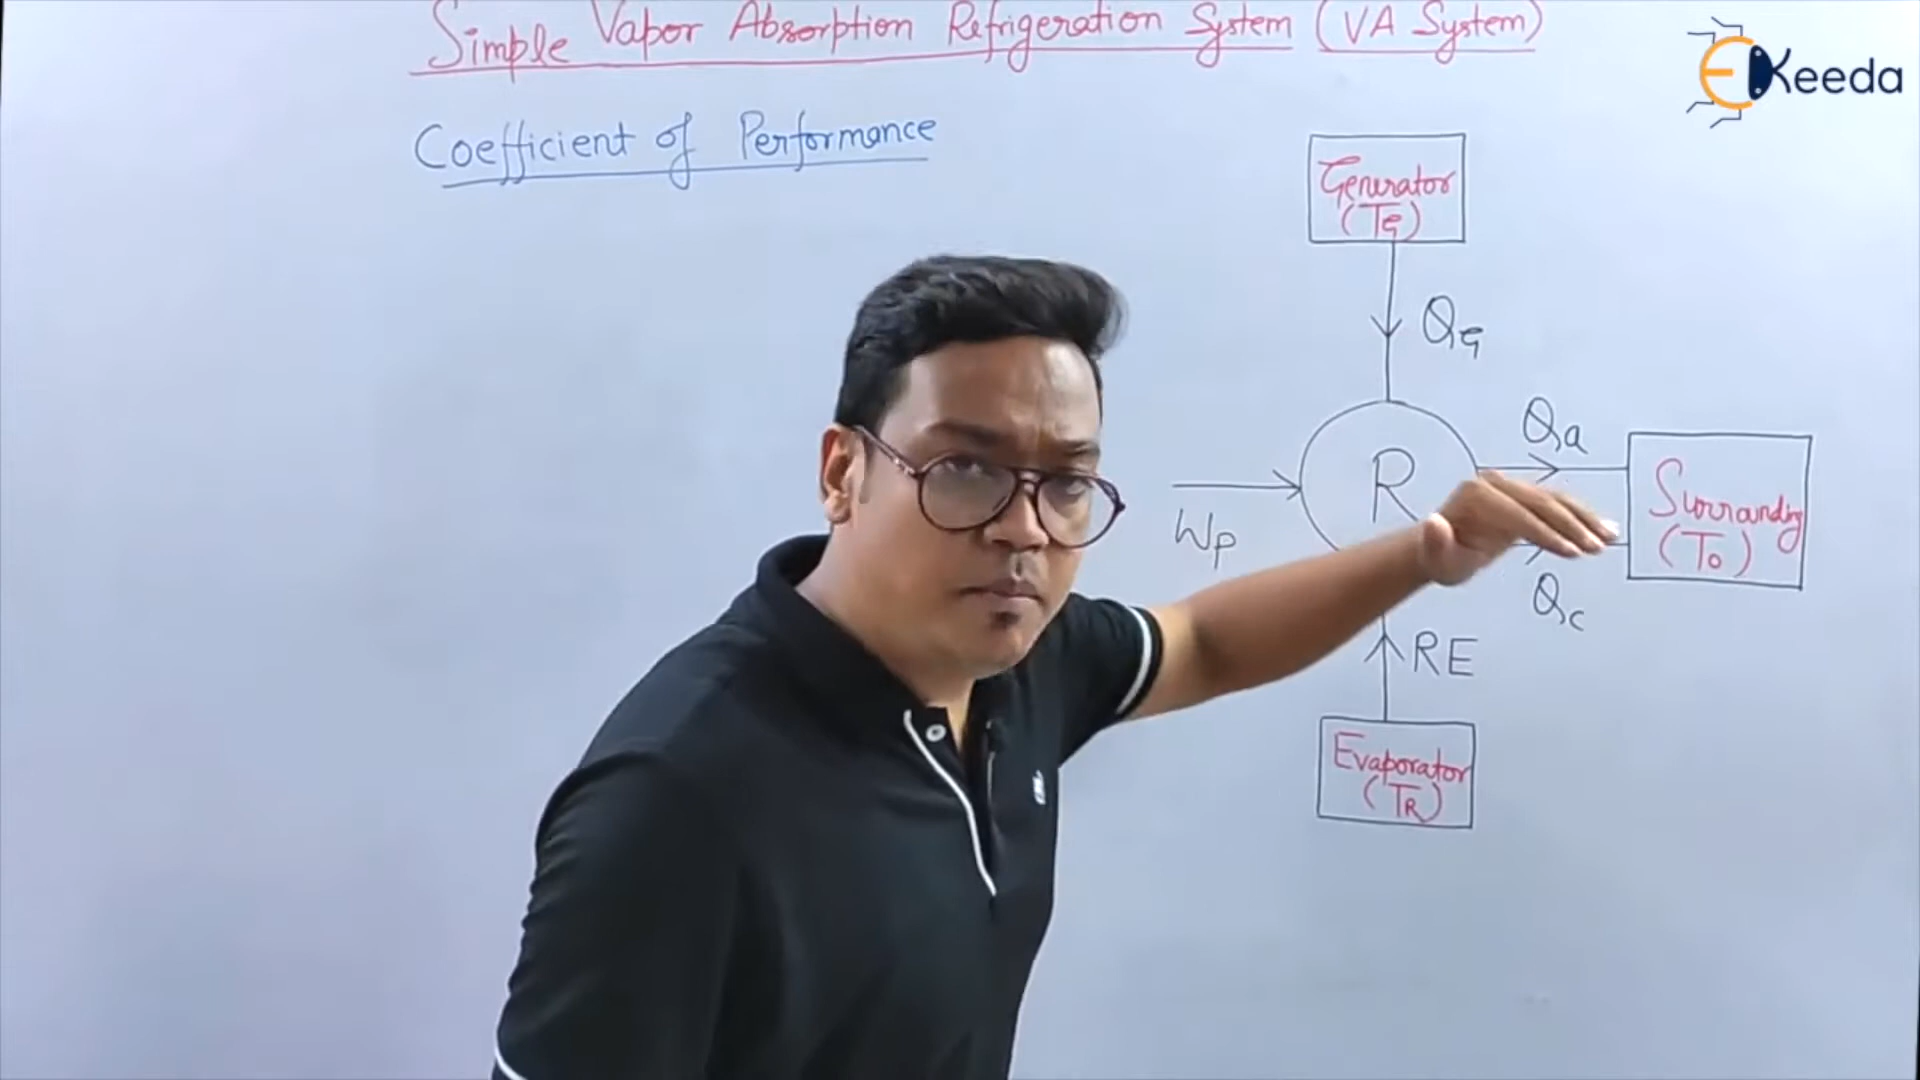 Simple Vapor Absorption Refrigeration System (VA System)
EKeeda
Coefficient of Performance
Generator
(TG)
QG
Qa
R
Wp
Surrounding
(To)
Qc
RE
Evaporator
(TR)